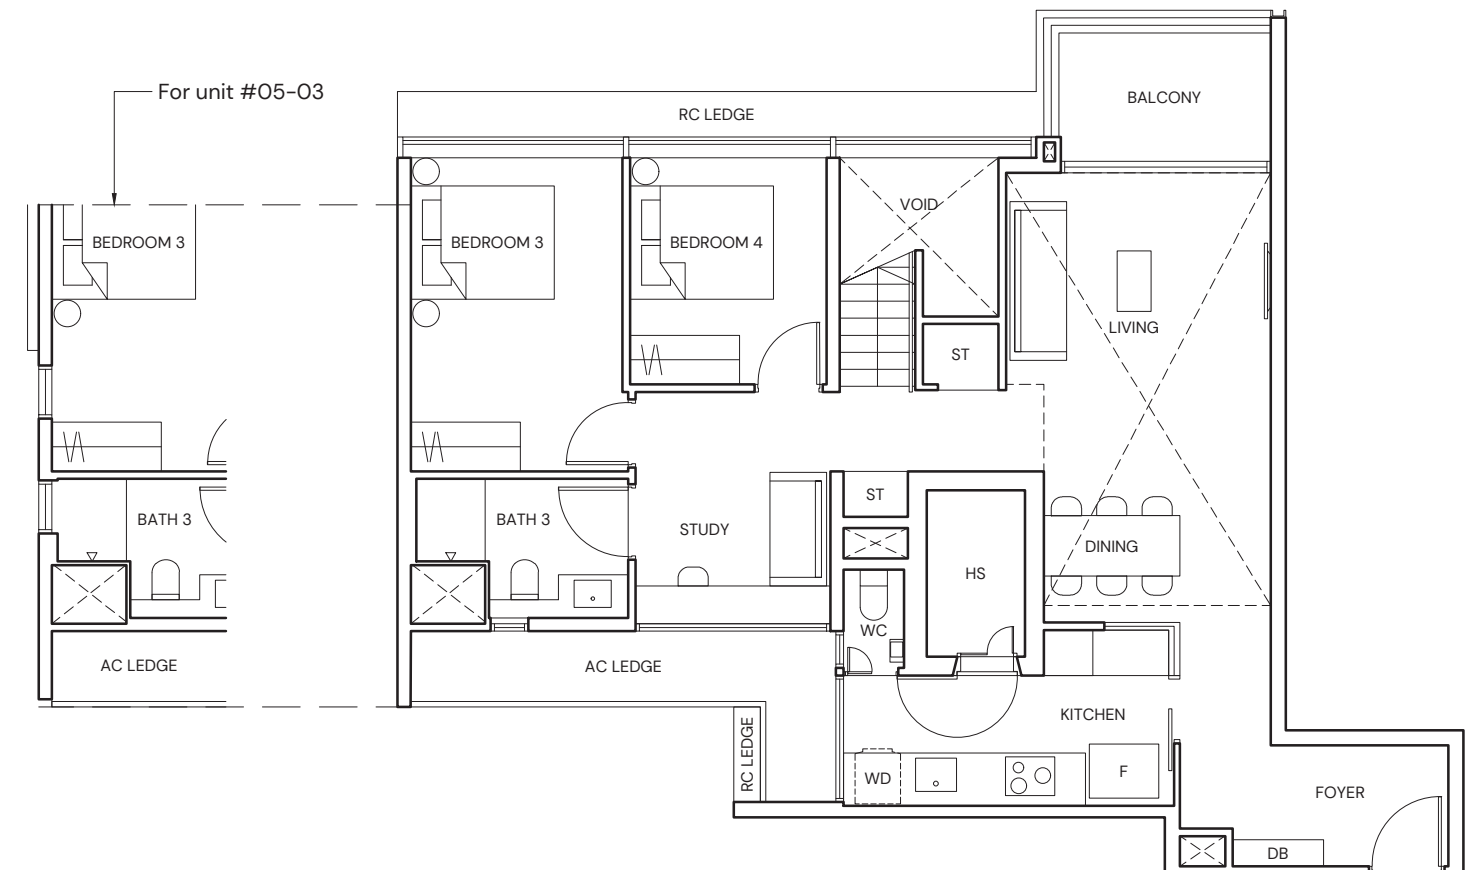 For unit #05-03
BALCONY
RC LEDGE
VOID
BEDROOM 3
BEDROOM 3
BEDROOM 4
LIVING
ST
ST
BATH 3
BATH 3
STUDY
DINING
HS
WC
AC LEDGE
AC LEDGE
KITCHEN
RC LEDGE
WD
F
FOYER
DB